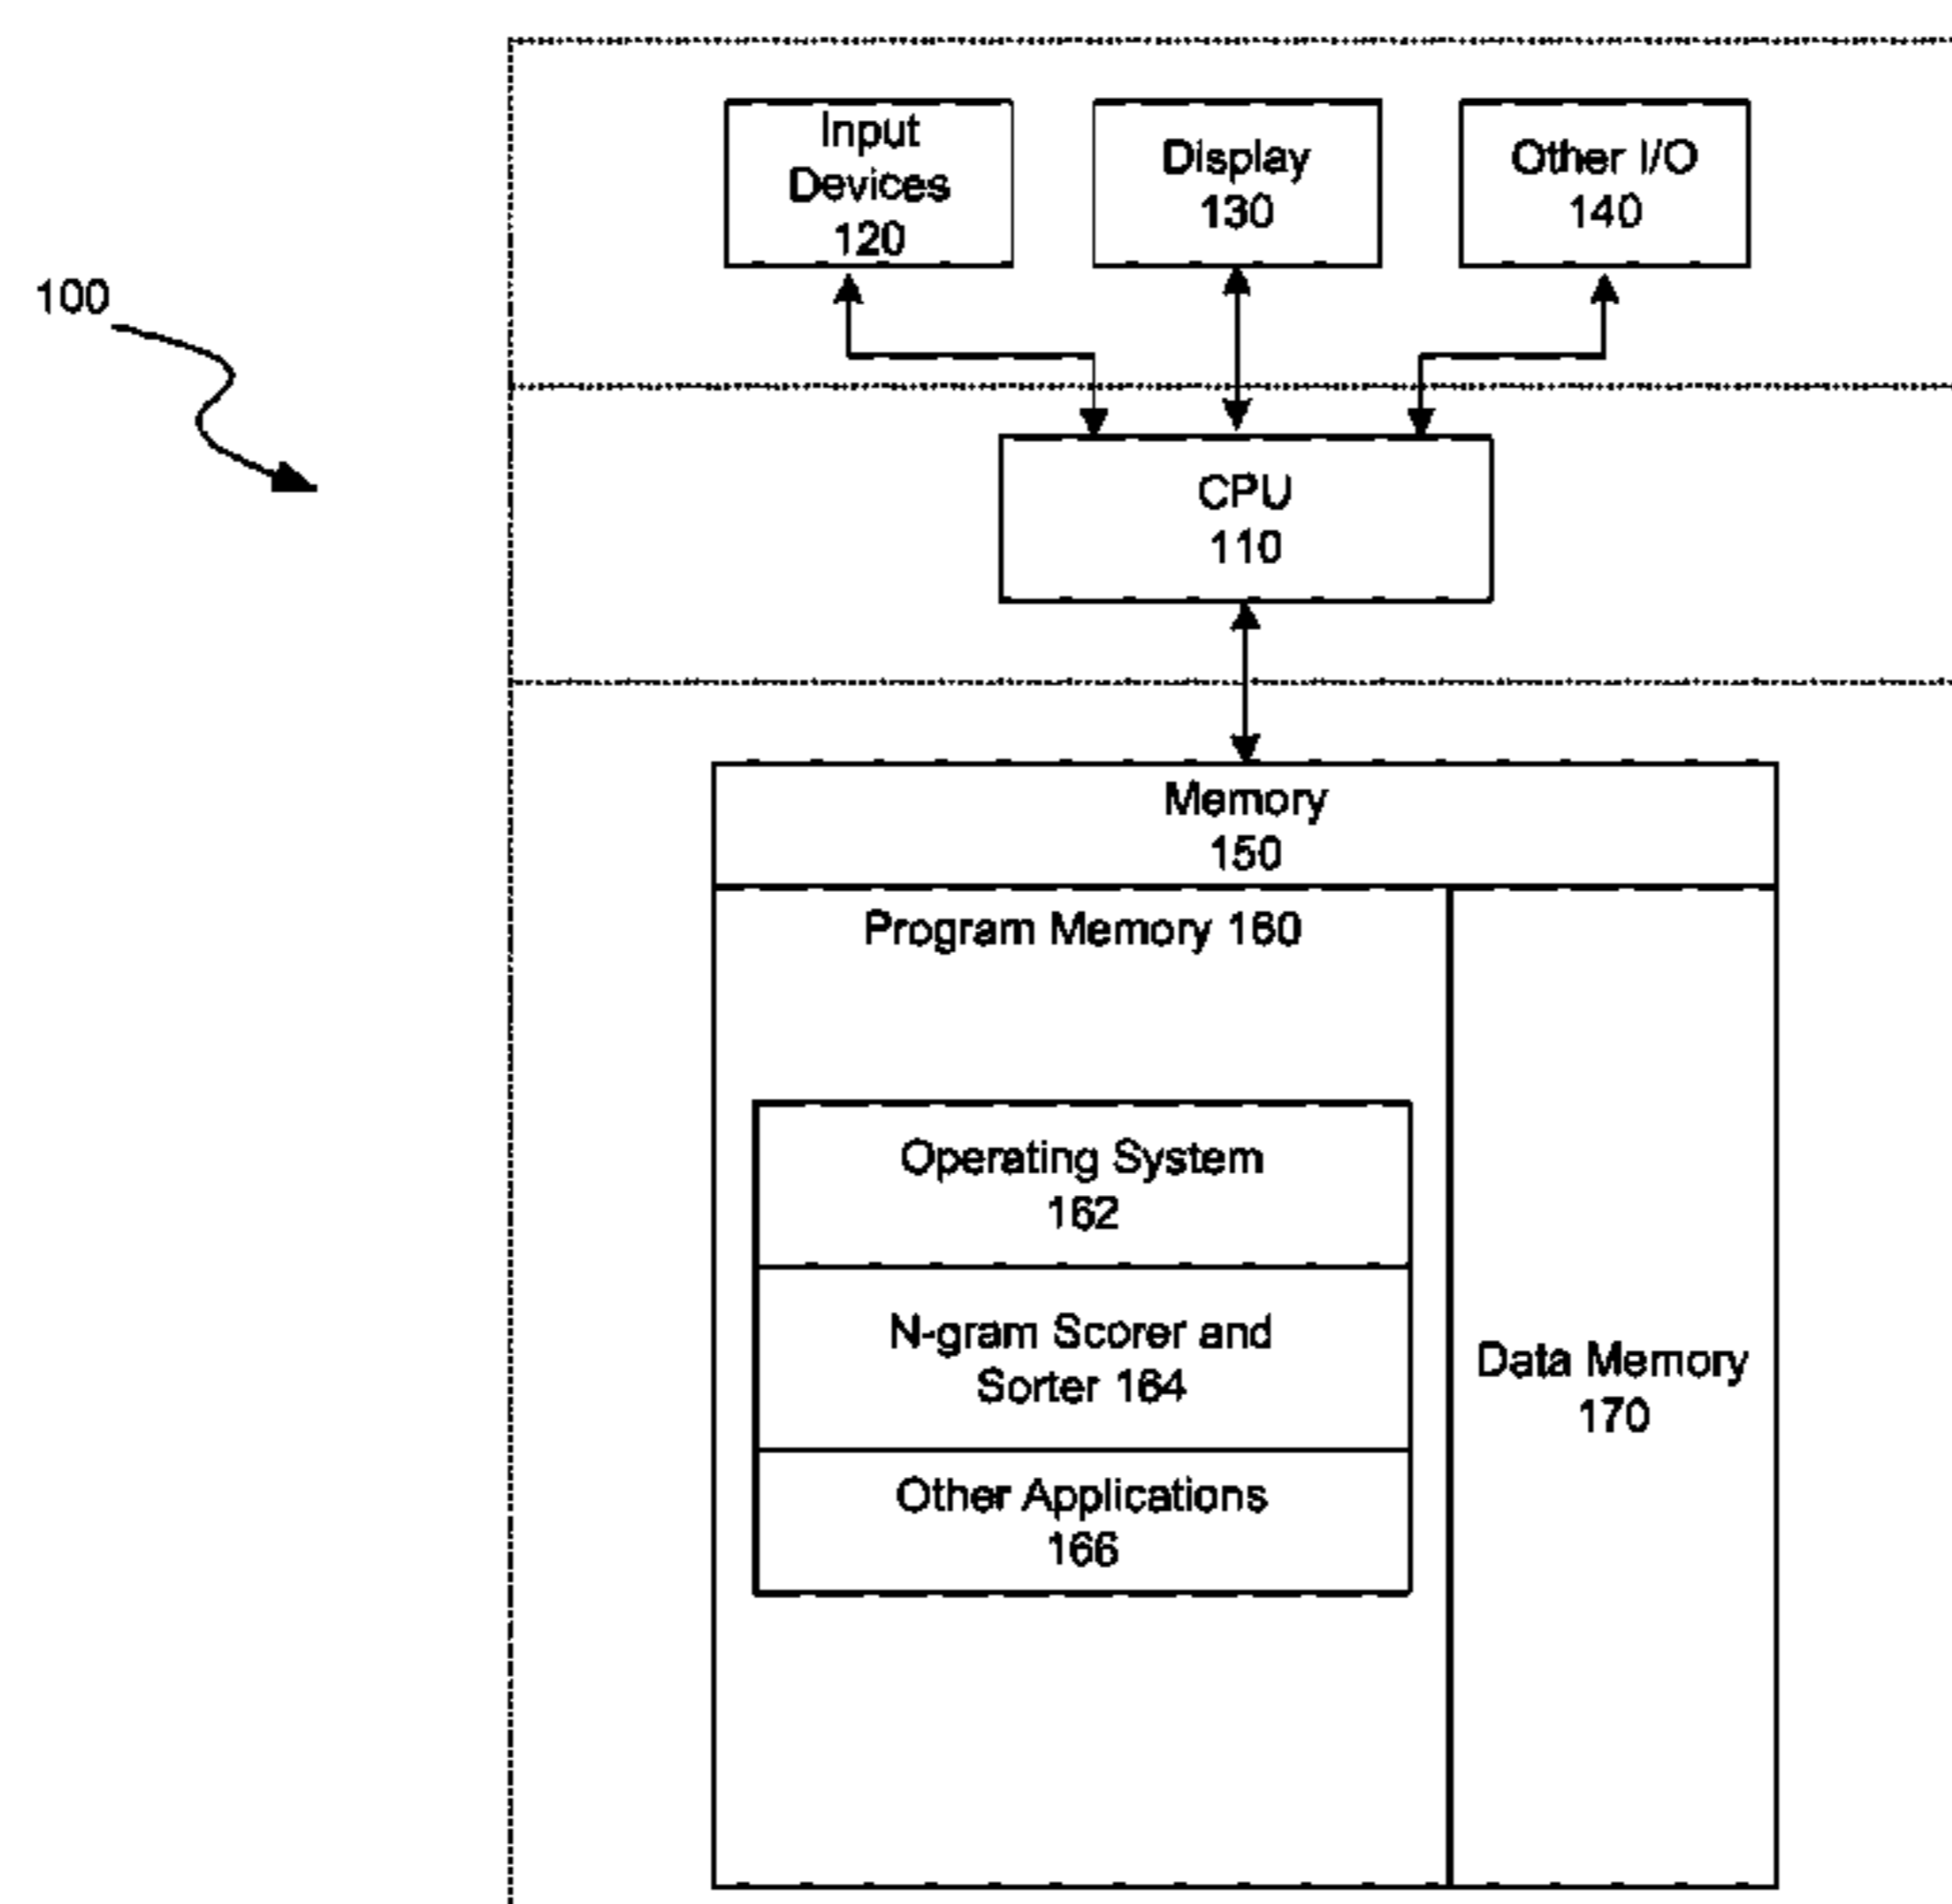 Input
Devices
120
Display
130
Other I/O
140
100
CPU
110
Memory
150
Program Memory 160
Operating System
162
N-gram Scorer and
Sorter 164
Other Applications
166
Data Memory
170